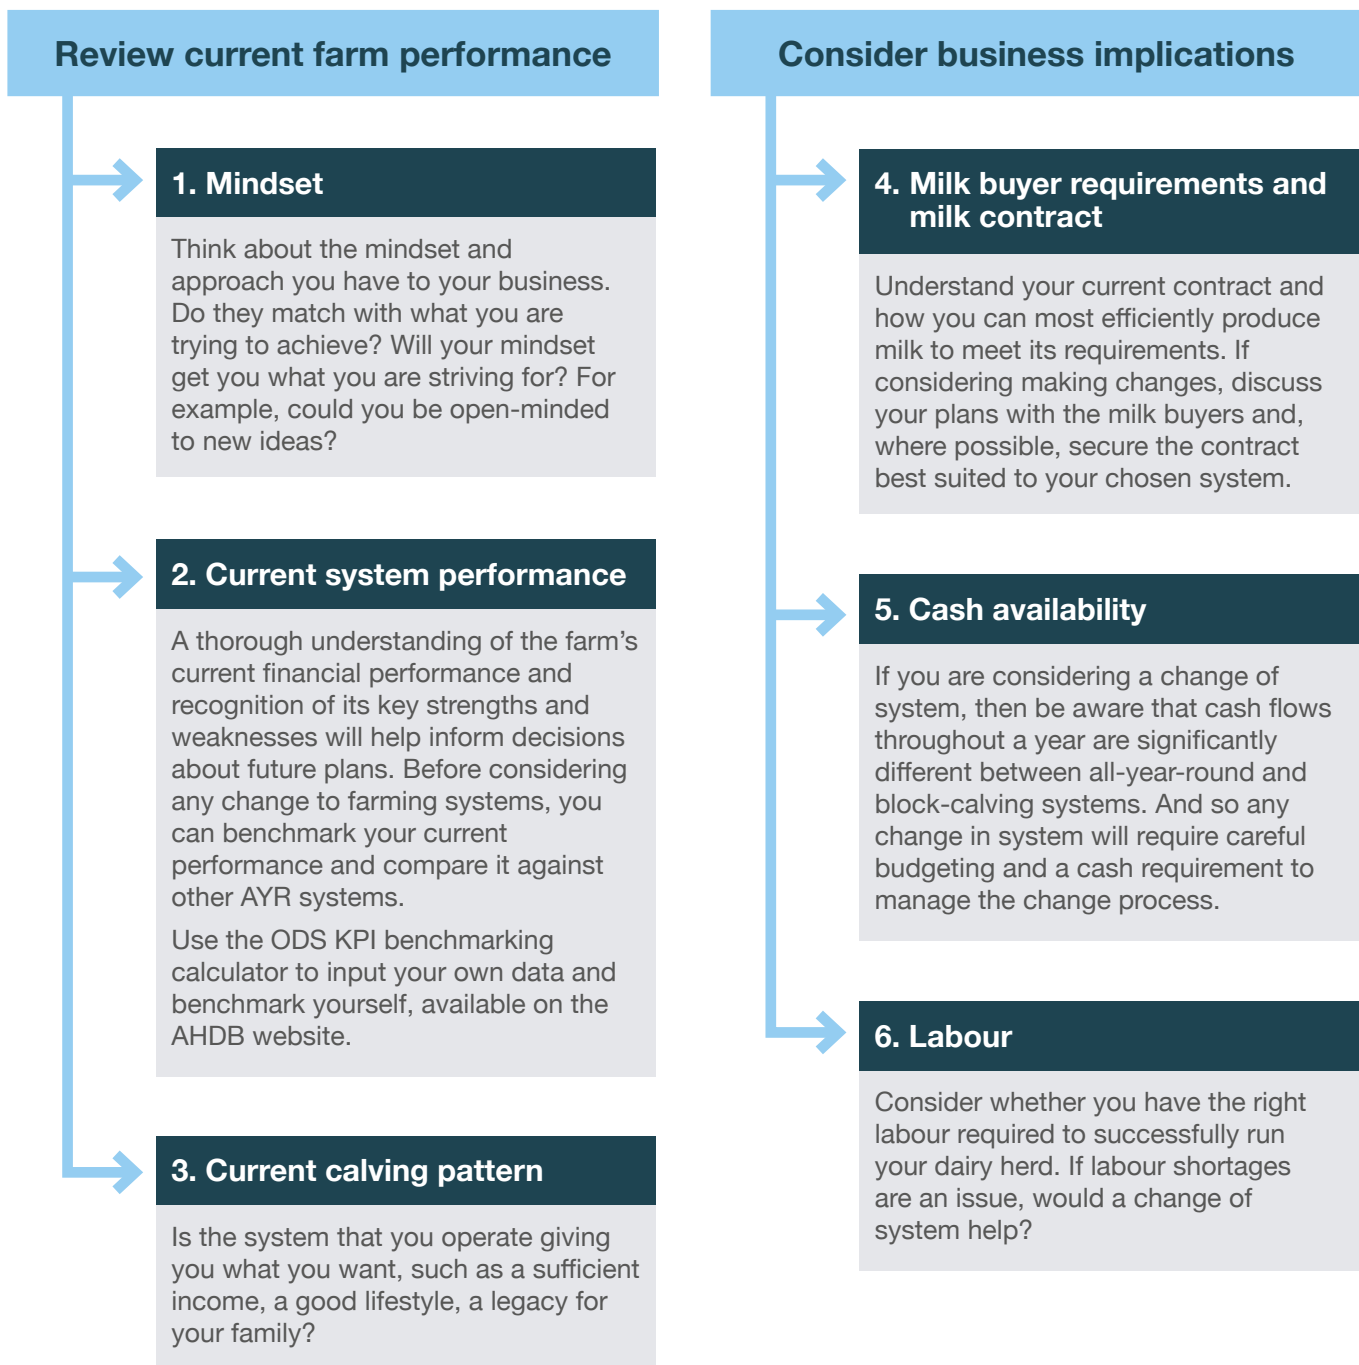 Review current farm performance
1. Mindset
Think about the mindset and
approach you have to your business.
Do they match with what you are
trying to achieve? Will your mindset
get you what you are striving for? For
example, could you be open-minded
to new ideas?
2. Current system performance
A thorough understanding of the farm’s
current financial performance and
recognition of its key strengths and
weaknesses will help inform decisions
about future plans. Before considering
any change to farming systems, you
can benchmark your current
performance and compare it against
other AYR systems.
Use the ODS KPI benchmarking
calculator to input your own data and
benchmark yourself, available on the
AHDB website.
3. Current calving pattern
Is the system that you operate giving
you what you want, such as a sufficient
income, a good lifestyle, a legacy for
your family?
Consider business implications
4. Milk buyer requirements and
milk contract
Understand your current contract and
how you can most efficiently produce
milk to meet its requirements. If
considering making changes, discuss
your plans with the milk buyers and,
where possible, secure the contract
best suited to your chosen system.
5. Cash availability
If you are considering a change of
system, then be aware that cash flows
throughout a year are significantly
different between all-year-round and
block-calving systems. And so any
change in system will require careful
budgeting and a cash requirement to
manage the change process.
6. Labour
Consider whether you have the right
labour required to successfully run
your dairy herd. If labour shortages
are an issue, would a change of
system help?